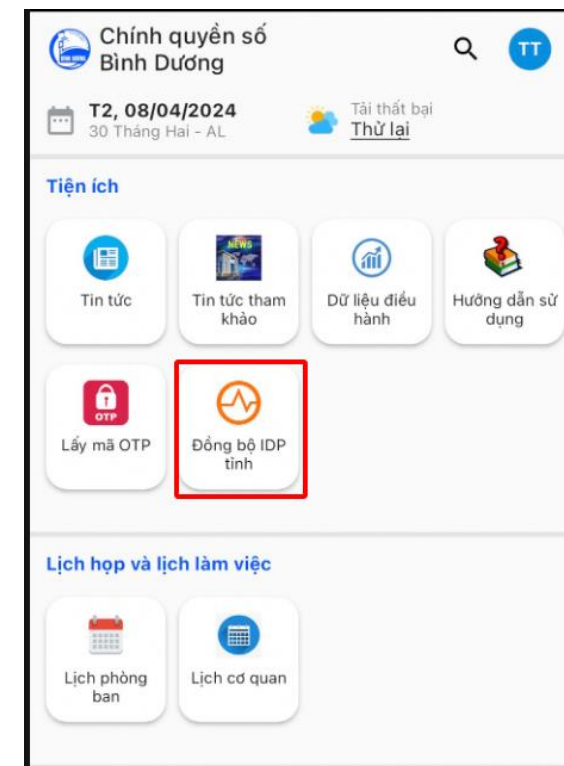 Chính quyền số
Bình Dương
BÌNH DƯƠNG
TT
T2, 08/04/2024
30 Tháng Hai - AL
Tải thất bại
Thử lại
Tiện ích
Tin tức
NEWS
Tin tức tham
khảo
Dữ liệu điều
hành
Hướng dẫn sử
dụng
OTP
Lấy mã OTP
Đồng bộ IDP
tỉnh
Lịch họp và lịch làm việc
Lịch phòng
ban
Lịch cơ quan